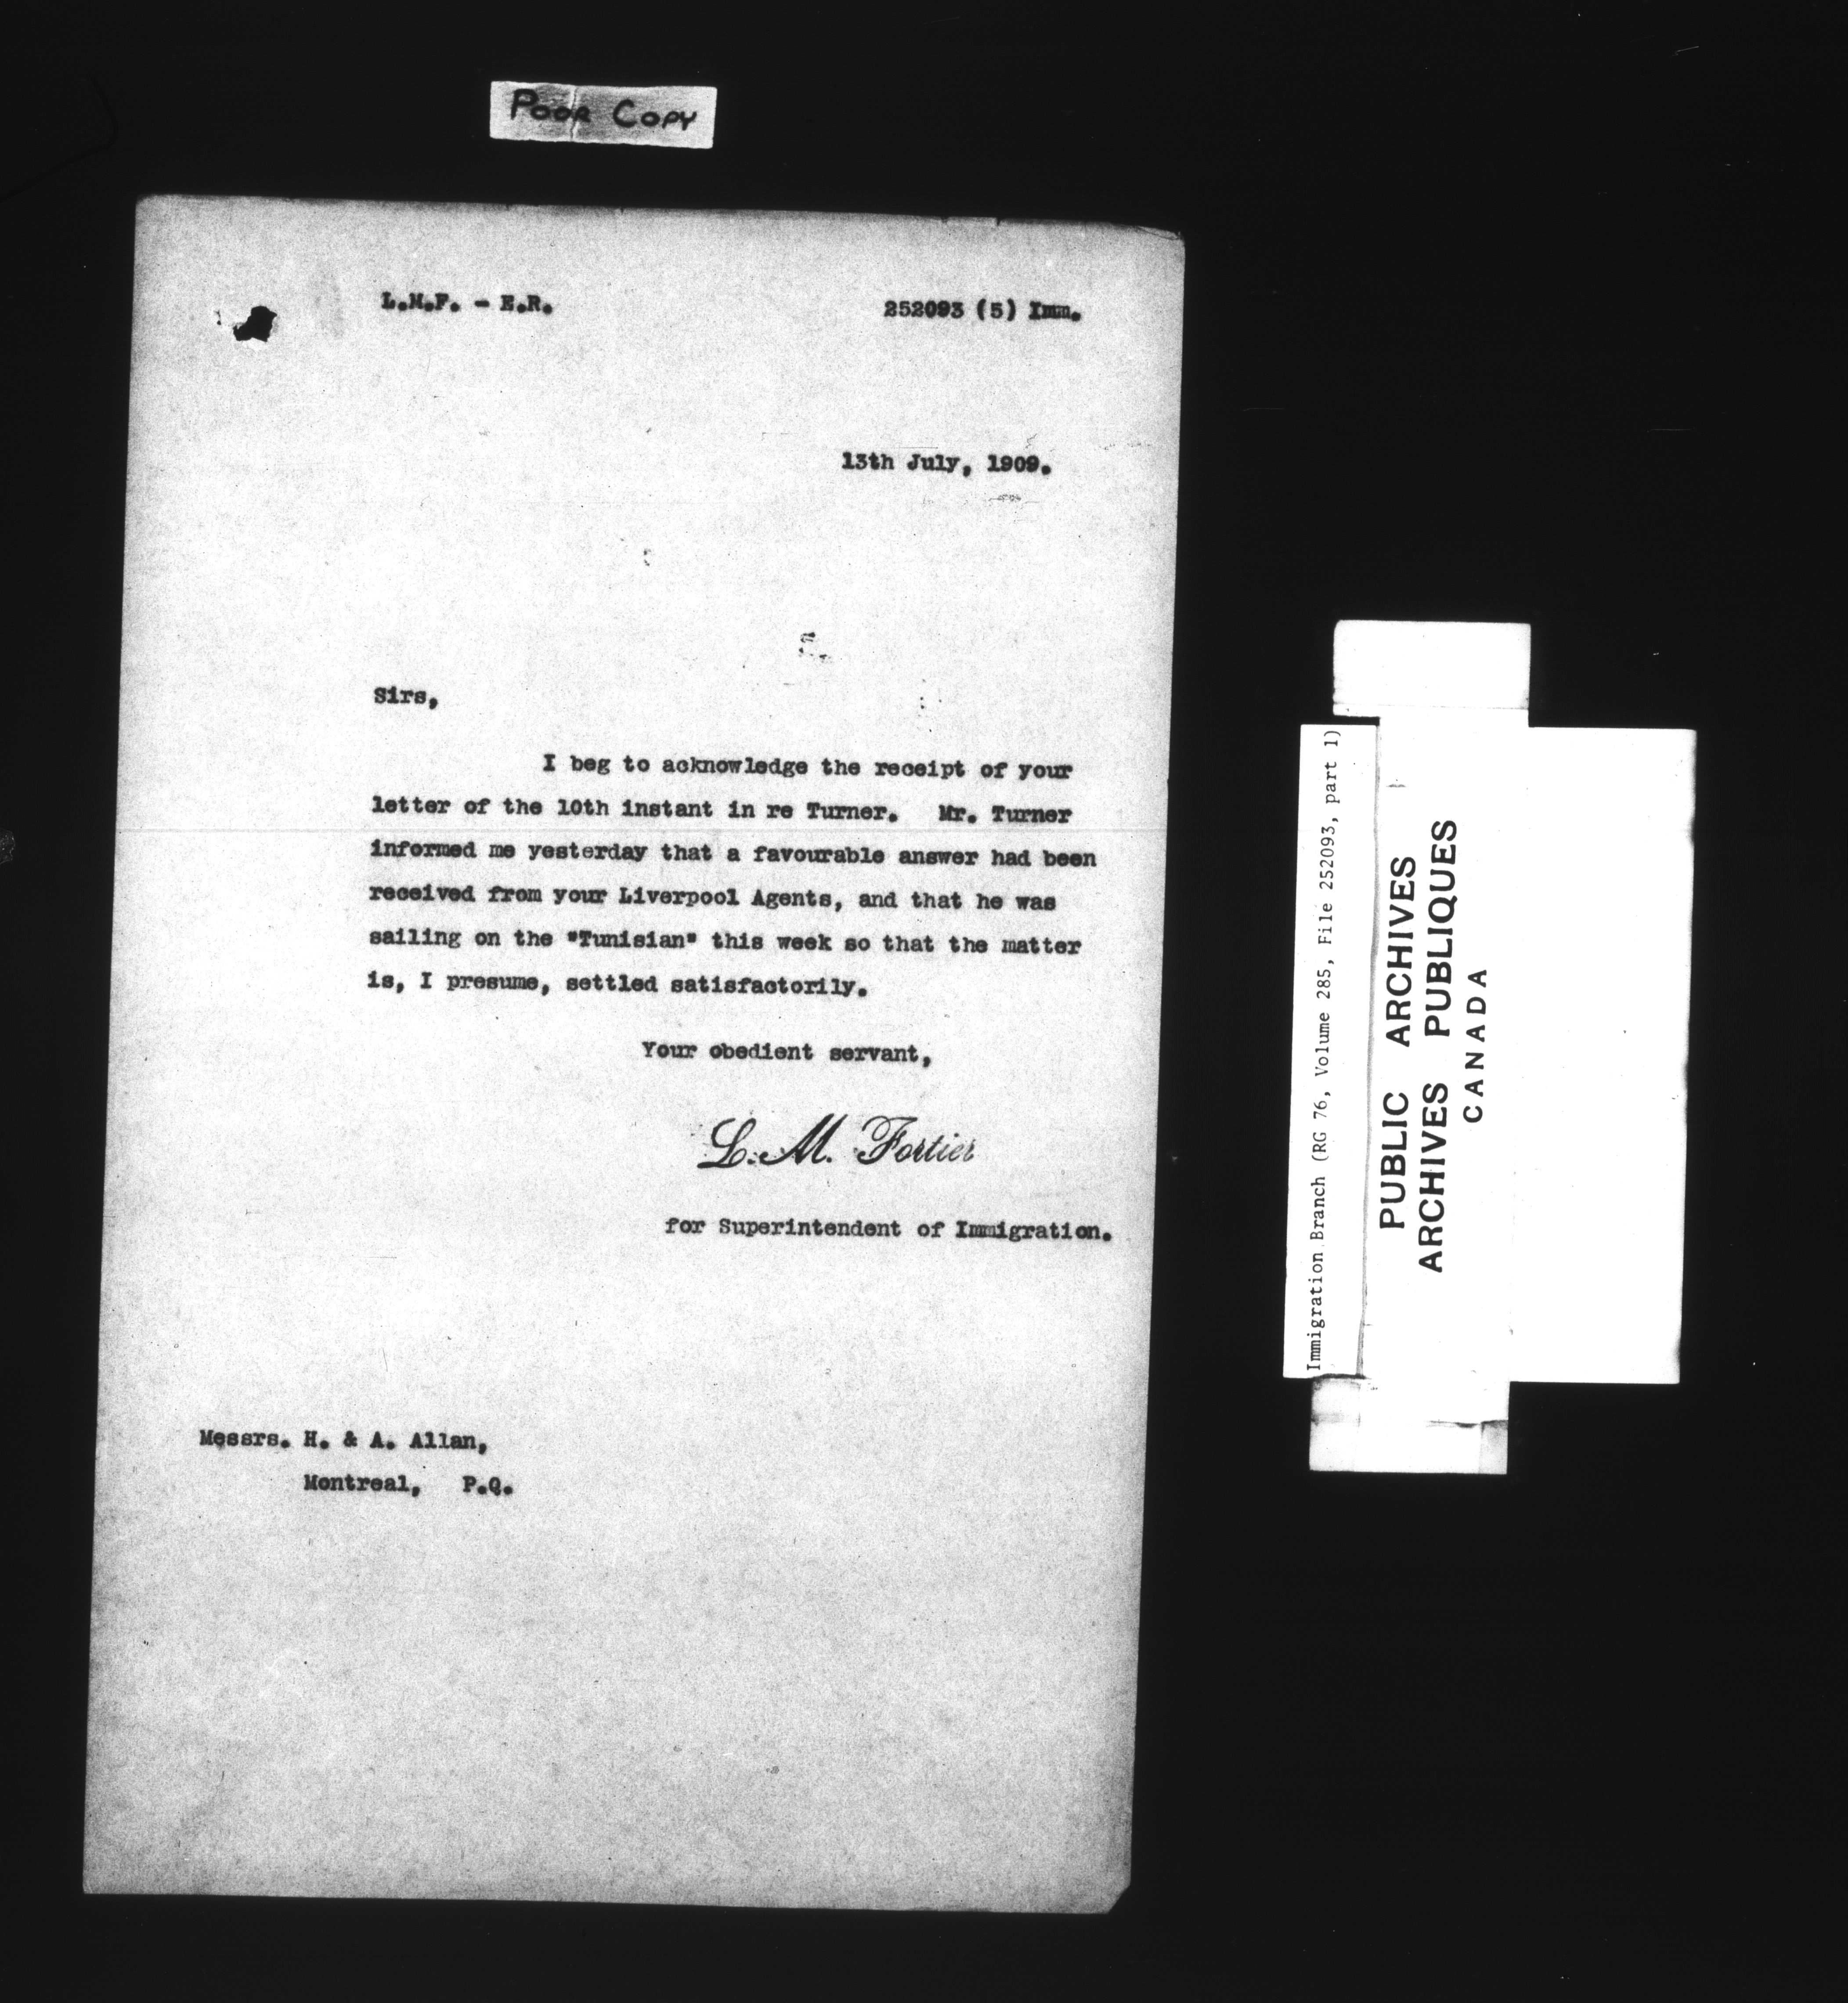 POOR COPY
L.M.F. - E.R. 252093 (5) Imm.
13th July, 1909.
Sirs,
I beg to acknowledge the receipt of your
letter of the 10th instant in re Turner. Mr. Turner
informed me yesterday that a favourable answer had been
received from your Liverpool Agents, and that he was
sailing on the "Tunisian" this week so that the matter
is, I presume, settled satisfactorily.
Your obedient servant,
L. M. Fortier
for Superintendent of Immigration.
Messrs. H. & A. Allan,
Montreal, P.Q.
Immigration Branch (RG 76, Volume 285, File 252093, part 1)
PUBLIC ARCHIVES
ARCHIVES PUBLIQUES
CANADA